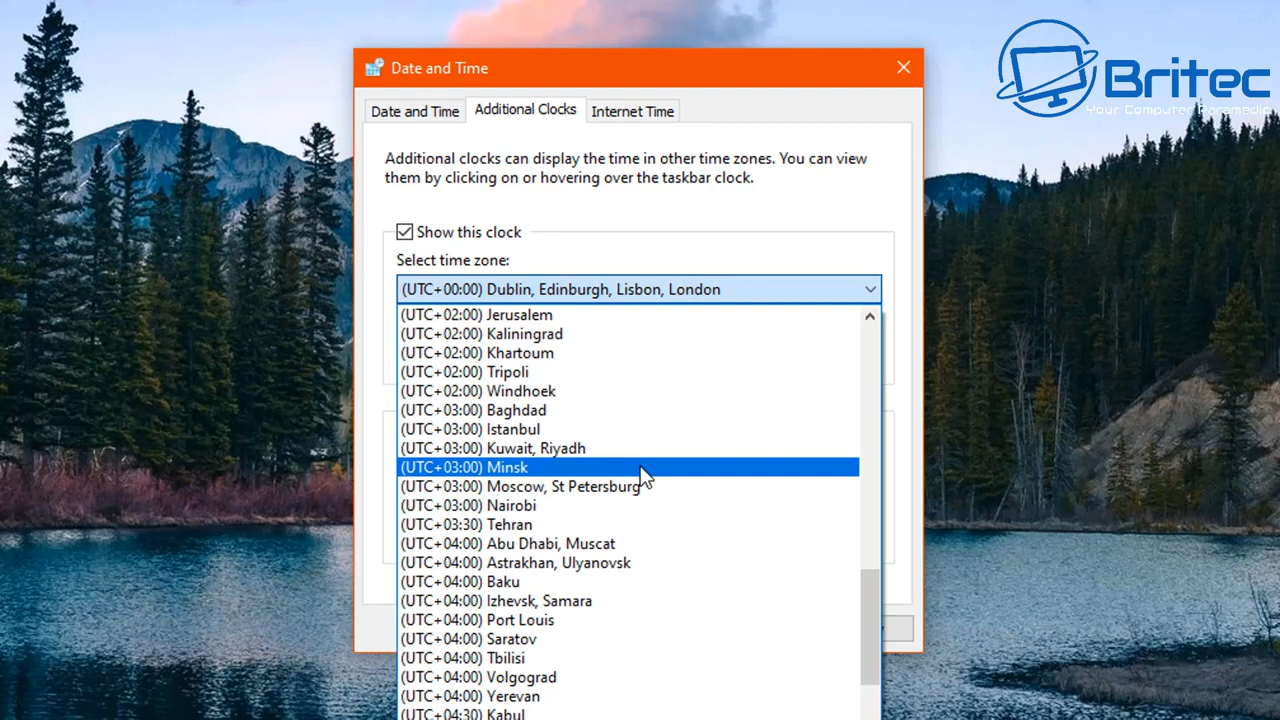 Britec
Your Computer Paramedic
Date and Time
Date and Time
Additional Clocks
Internet Time
Additional clocks can display the time in other time zones. You can view
them by clicking on or hovering over the taskbar clock.
Show this clock
Select time zone:
(UTC+00:00) Dublin, Edinburgh, Lisbon, London
(UTC+02:00) Jerusalem
(UTC+02:00) Kaliningrad
(UTC+02:00) Khartoum
(UTC+02:00) Tripoli
(UTC+02:00) Windhoek
(UTC+03:00) Baghdad
(UTC+03:00) Istanbul
(UTC+03:00) Kuwait, Riyadh
(UTC+03:00) Minsk
(UTC+03:00) Moscow, St Petersburg
(UTC+03:00) Nairobi
(UTC+03:30) Tehran
(UTC+04:00) Abu Dhabi, Muscat
(UTC+04:00) Astrakhan, Ulyanovsk
(UTC+04:00) Baku
(UTC+04:00) Izhevsk, Samara
(UTC+04:00) Port Louis
(UTC+04:00) Saratov
(UTC+04:00) Tbilisi
(UTC+04:00) Volgograd
(UTC+04:00) Yerevan
(UTC+04:30) Kabul